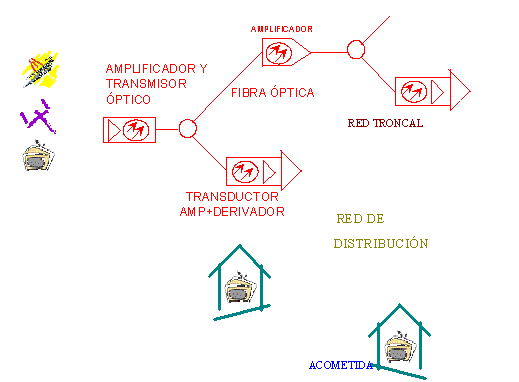 AMPLIFICADOR
AMPLIFICADOR Y
TRANSMISOR
ÓPTICO
FIBRA ÓPTICA
RED TRONCAL
TRANSDUCTOR
AMP+DERIVADOR
RED DE
DISTRIBUCIÓN
ACOMETIDA